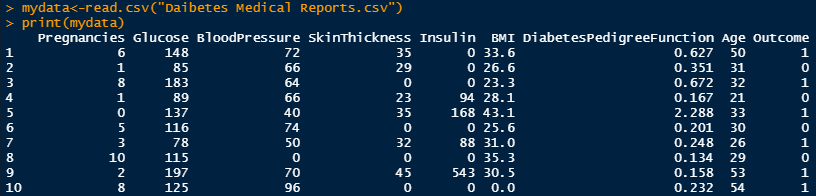 > mydata<-read.csv("Daibetes Medical Reports.csv")
> print(mydata)
Pregnancies Glucose BloodPressure SkinThickness Insulin BMI DiabetesPedigreeFunction Age Outcome
1 6 148 72 35 0 33.6 0.627 50 1
2 1 85 66 29 0 26.6 0.351 31 0
3 8 183 64 0 0 23.3 0.672 32 1
4 1 89 66 23 94 28.1 0.167 21 0
5 0 137 40 35 168 43.1 2.288 33 1
6 5 116 74 0 0 25.6 0.201 30 0
7 3 78 50 32 88 31.0 0.248 26 1
8 10 115 0 0 0 35.3 0.134 29 0
9 2 197 70 45 543 30.5 0.158 53 1
10 8 125 96 0 0 0.0 0.232 54 1